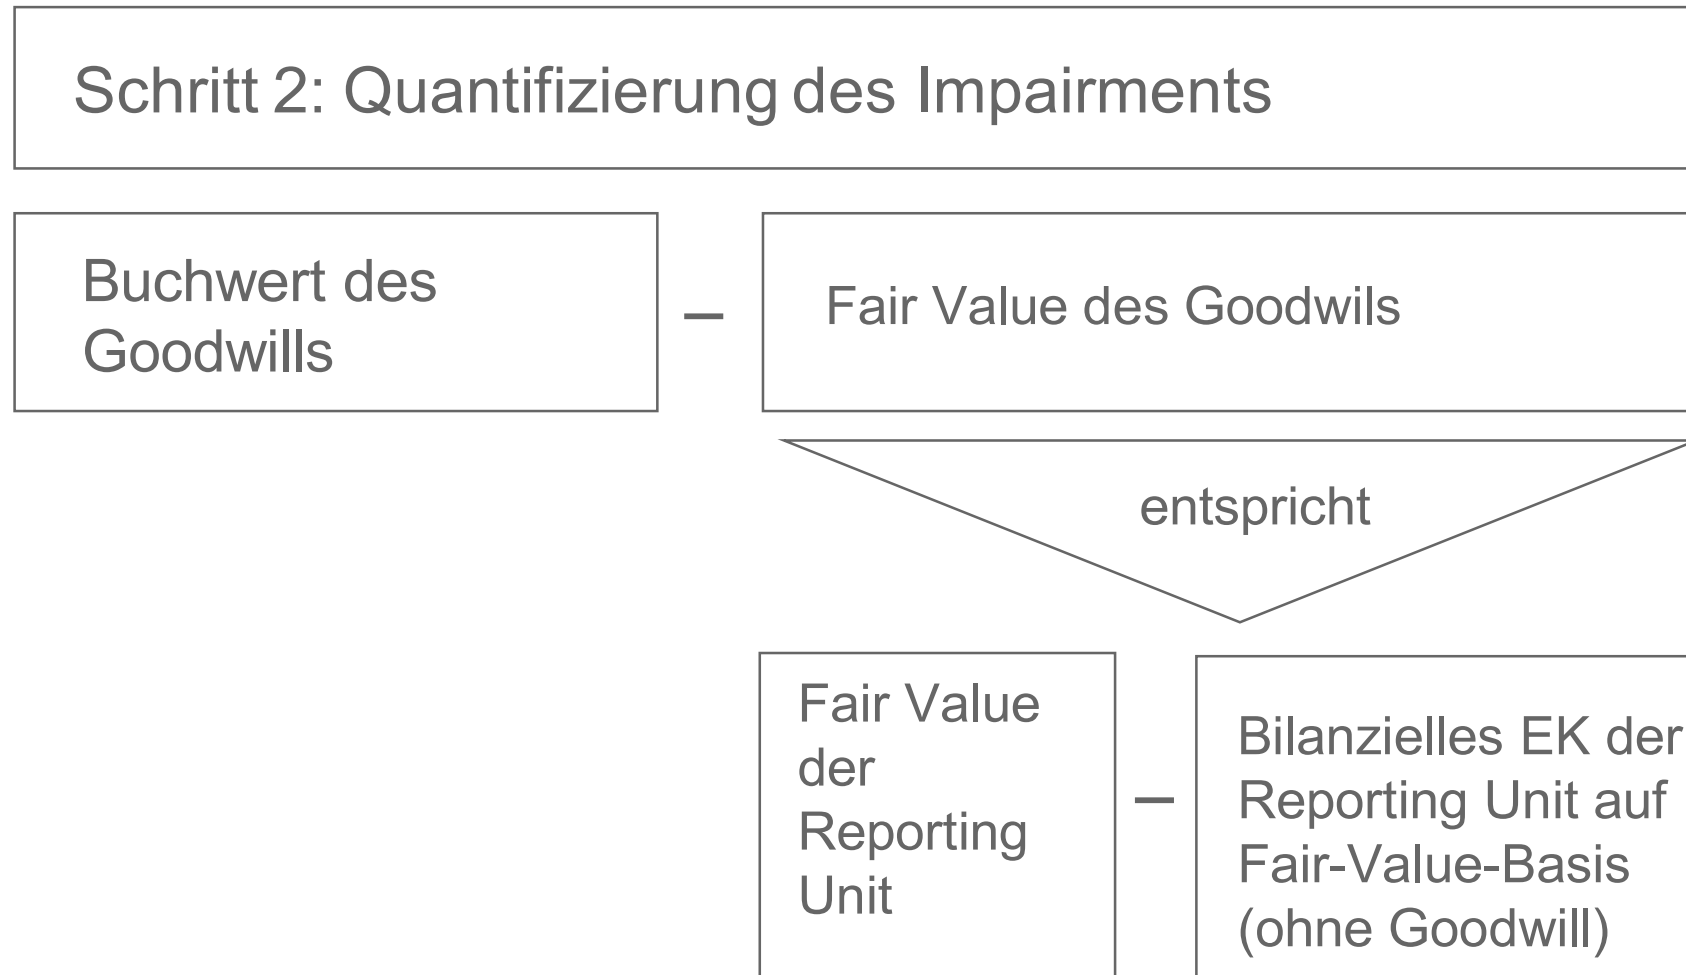 Schritt 2: Quantifizierung des Impairments
Buchwert des
Goodwills
–
Fair Value des Goodwils
entspricht
Fair Value
der
Reporting
Unit
–
Bilanzielles EK der
Reporting Unit auf
Fair-Value-Basis
(ohne Goodwill)